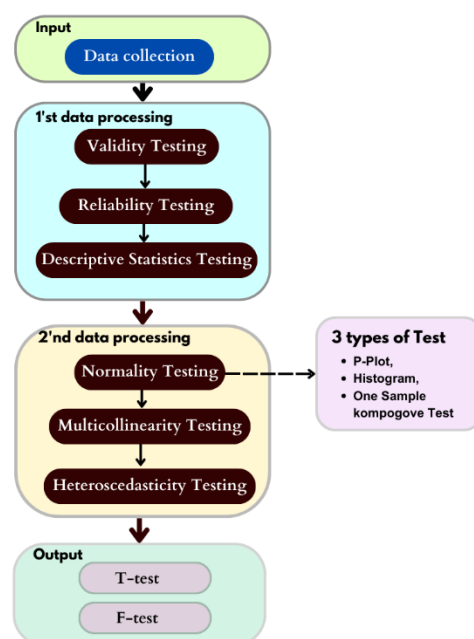 Input
Data collection
1'st data processing
Validity Testing
Reliability Testing
Descriptive Statistics Testing
2'nd data processing
Normality Testing
Multicollinearity Testing
Heteroscedasticity Testing
3 types of Test
P-Plot,
Histogram,
One Sample
kompogove Test
Output
T-test
F-test